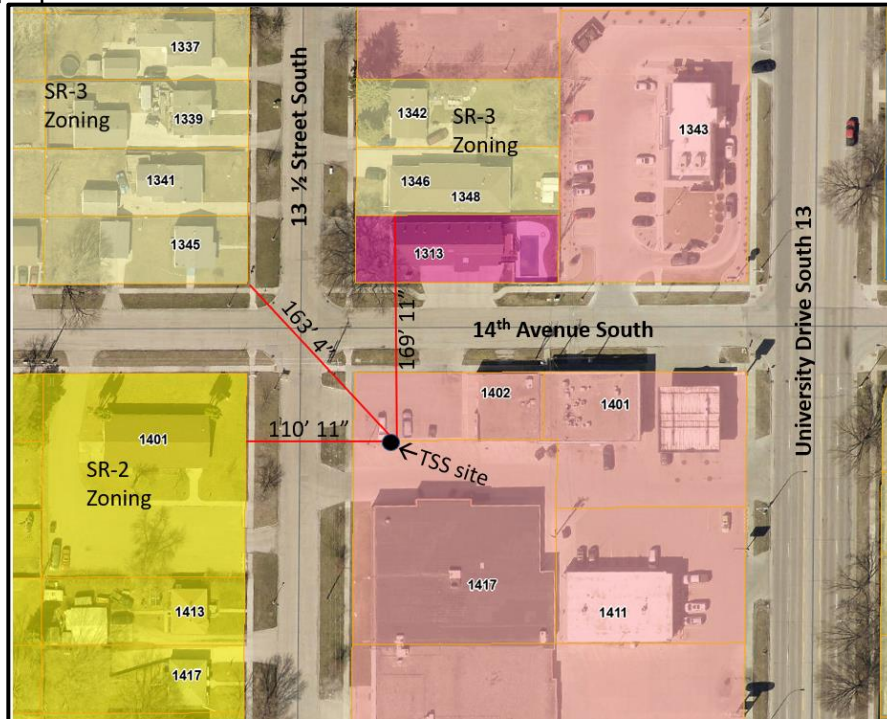 1337
SR-3
Zoning
1339
1341
1345
13 ½ Street South
1342
SR-3
Zoning
1346
1348
1313
1343
University Drive South 13
163' 4"
169' 11"
14th Avenue South
110' 11"
←TSS site
1402
1401
1401
SR-2
Zoning
1413
1417
1417
1411